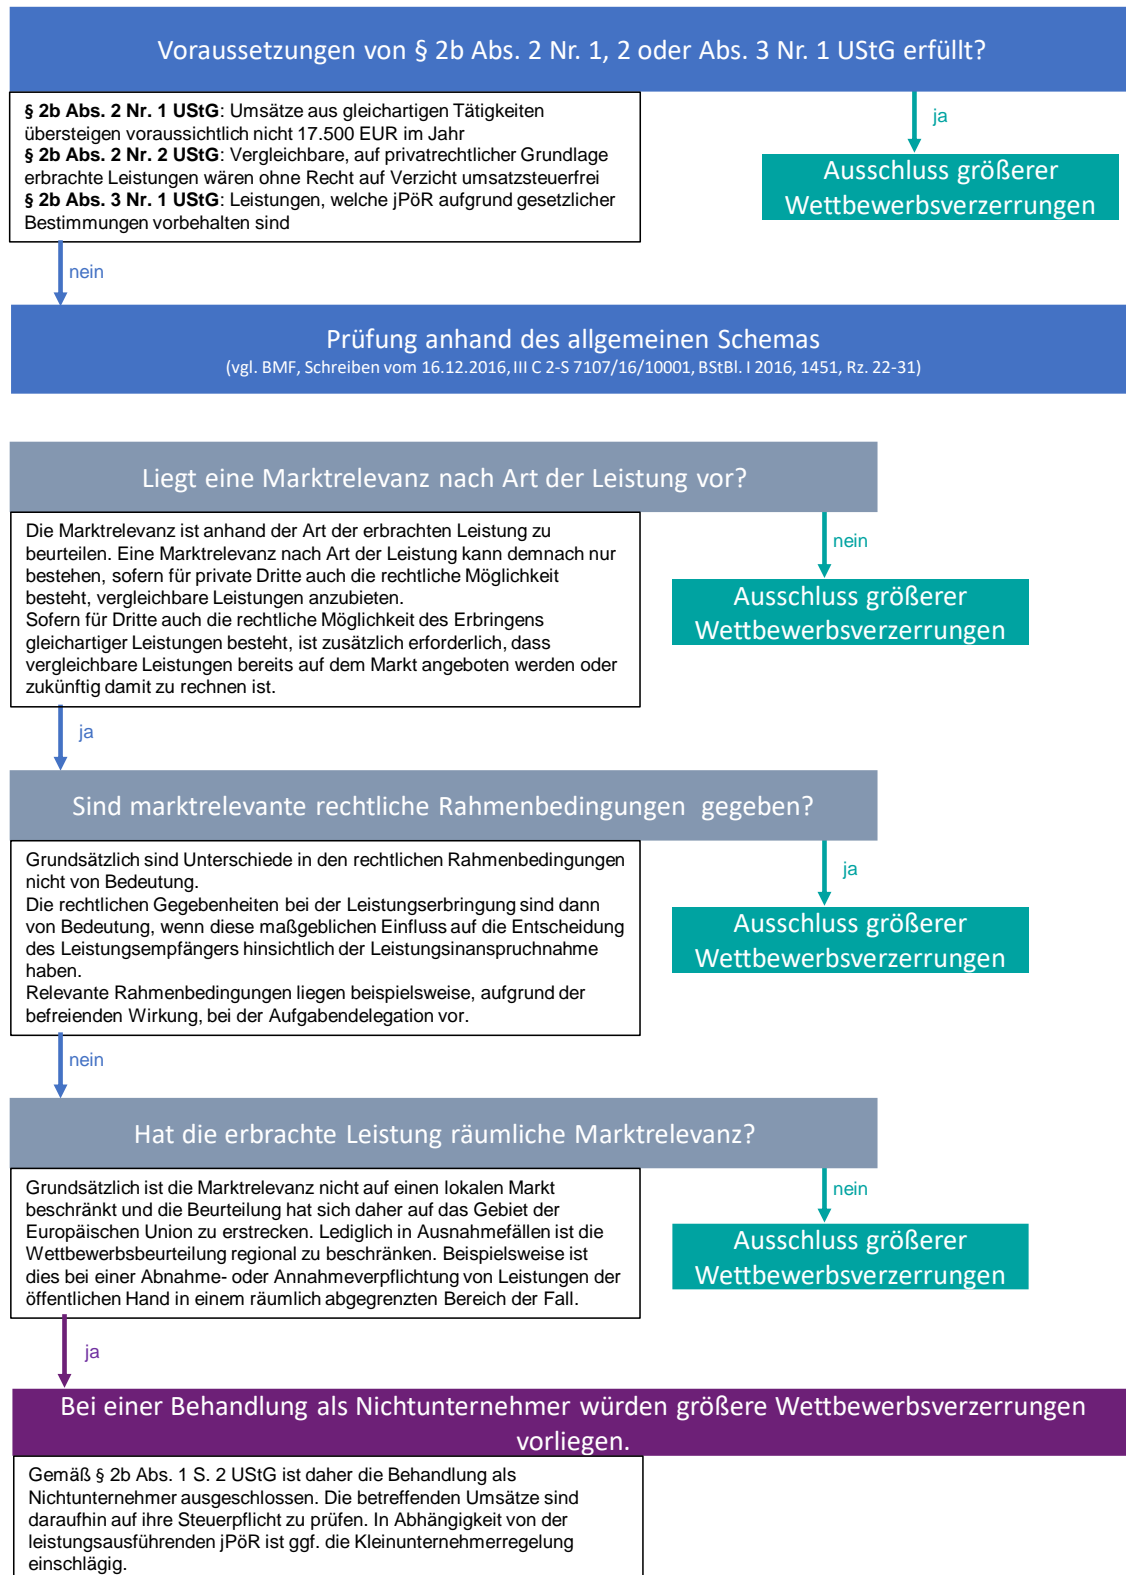 Voraussetzungen von § 2b Abs. 2 Nr. 1, 2 oder Abs. 3 Nr. 1 UStG erfüllt?
§ 2b Abs. 2 Nr. 1 UStG: Umsätze aus gleichartigen Tätigkeiten
übersteigen voraussichtlich nicht 17.500 EUR im Jahr
§ 2b Abs. 2 Nr. 2 UStG: Vergleichbare, auf privatrechtlicher Grundlage
erbrachte Leistungen wären ohne Recht auf Verzicht umsatzsteuerfrei
§ 2b Abs. 3 Nr. 1 UStG: Leistungen, welche jPöR aufgrund gesetzlicher
Bestimmungen vorbehalten sind
ja
Ausschluss größerer
Wettbewerbsverzerrungen
nein
Prüfung anhand des allgemeinen Schemas
(vgl. BMF, Schreiben vom 16.12.2016, III C 2-S 7107/16/10001, BStBl. I 2016, 1451, Rz. 22-31)
Liegt eine Marktrelevanz nach Art der Leistung vor?
Die Marktrelevanz ist anhand der Art der erbrachten Leistung zu
beurteilen. Eine Marktrelevanz nach Art der Leistung kann demnach nur
bestehen, sofern für private Dritte auch die rechtliche Möglichkeit
besteht, vergleichbare Leistungen anzubieten.
Sofern für Dritte auch die rechtliche Möglichkeit des Erbringens
gleichartiger Leistungen besteht, ist zusätzlich erforderlich, dass
vergleichbare Leistungen bereits auf dem Markt angeboten werden oder
zukünftig damit zu rechnen ist.
nein
Ausschluss größerer
Wettbewerbsverzerrungen
ja
Sind marktrelevante rechtliche Rahmenbedingungen gegeben?
Grundsätzlich sind Unterschiede in den rechtlichen Rahmenbedingungen
nicht von Bedeutung.
Die rechtlichen Gegebenheiten bei der Leistungserbringung sind dann
von Bedeutung, wenn diese maßgeblichen Einfluss auf die Entscheidung
des Leistungsempfängers hinsichtlich der Leistungsinanspruchnahme
haben.
Relevante Rahmenbedingungen liegen beispielsweise, aufgrund der
befreienden Wirkung, bei der Aufgabendelegation vor.
ja
Ausschluss größerer
Wettbewerbsverzerrungen
nein
Hat die erbrachte Leistung räumliche Marktrelevanz?
Grundsätzlich ist die Marktrelevanz nicht auf einen lokalen Markt
beschränkt und die Beurteilung hat sich daher auf das Gebiet der
Europäischen Union zu erstrecken. Lediglich in Ausnahmefällen ist die
Wettbewerbsbeurteilung regional zu beschränken. Beispielsweise ist
dies bei einer Abnahme- oder Annahmeverpflichtung von Leistungen der
öffentlichen Hand in einem räumlich abgegrenzten Bereich der Fall.
nein
Ausschluss größerer
Wettbewerbsverzerrungen
ja
Bei einer Behandlung als Nichtunternehmer würden größere Wettbewerbsverzerrungen
vorliegen.
Gemäß § 2b Abs. 1 S. 2 UStG ist daher die Behandlung als
Nichtunternehmer ausgeschlossen. Die betreffenden Umsätze sind
daraufhin auf ihre Steuerpflicht zu prüfen. In Abhängigkeit von der
leistungsausführenden jPöR ist ggf. die Kleinunternehmerregelung
einschlägig.